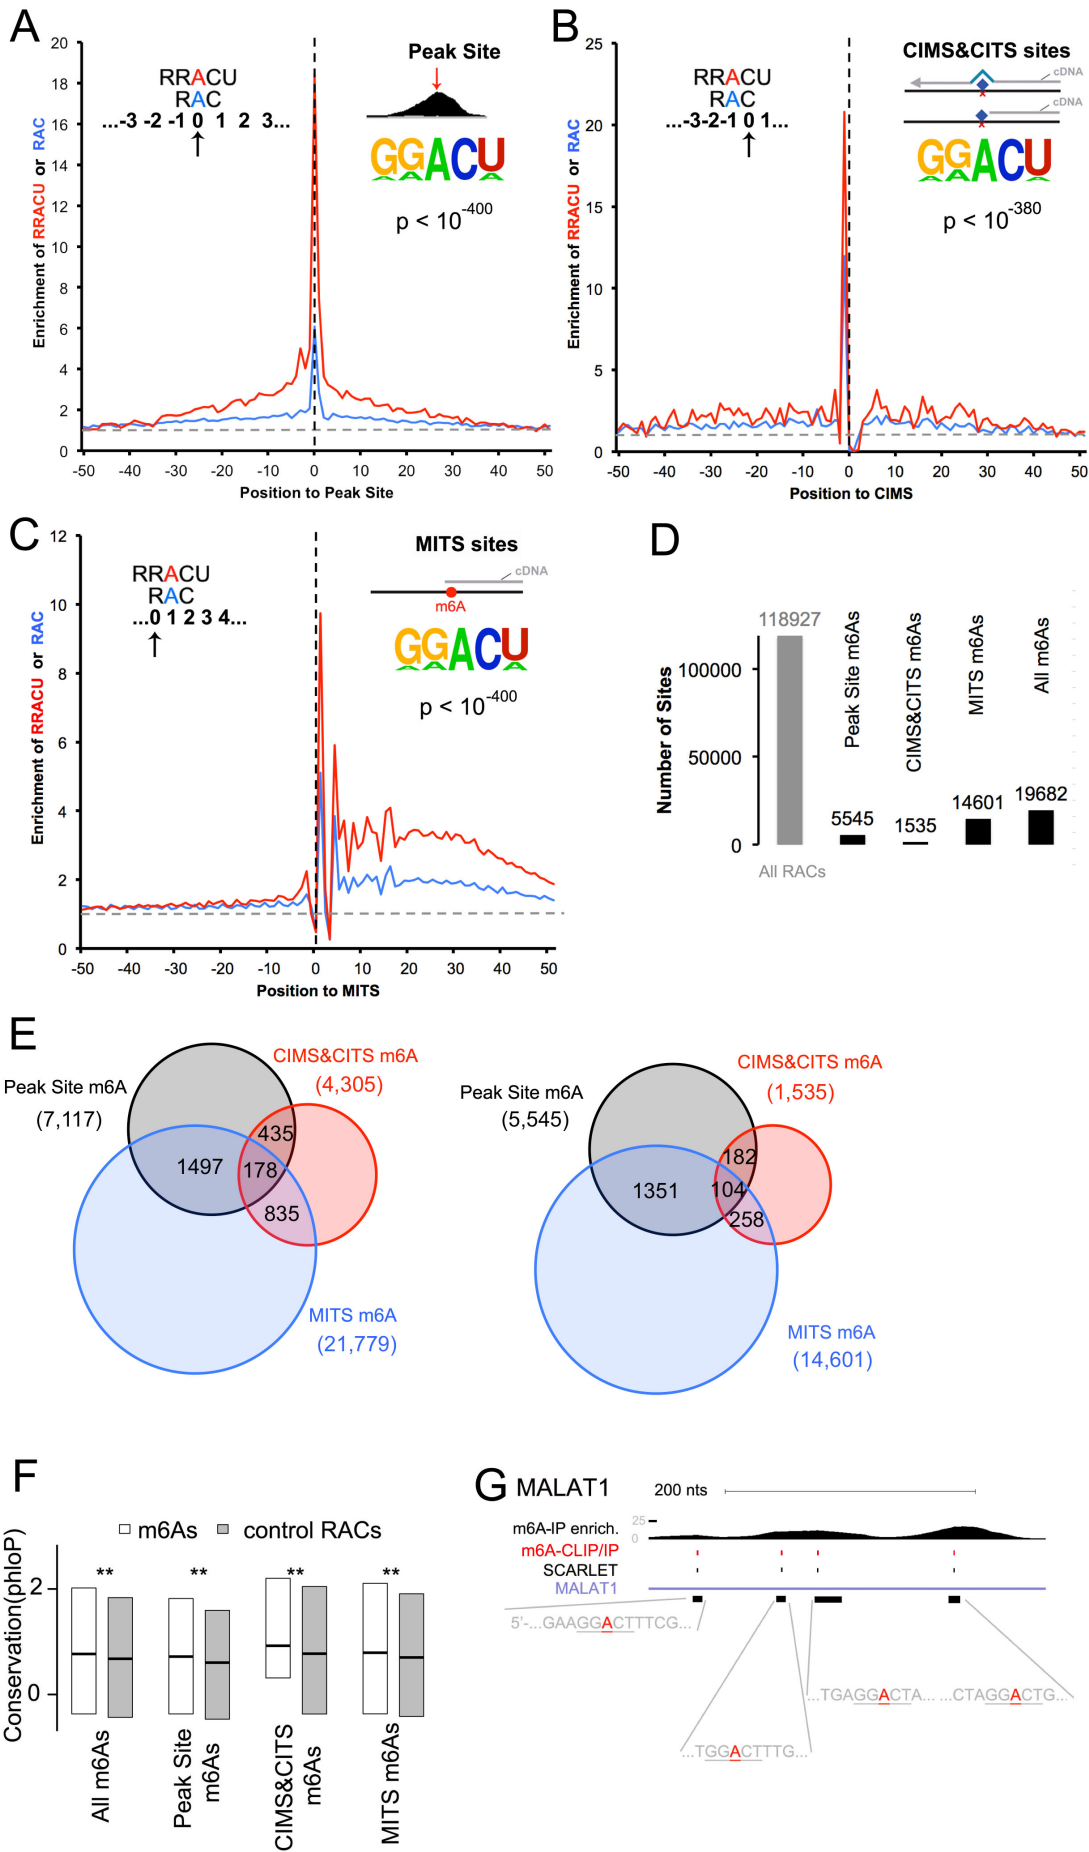 A
Enrichment of RRACU or RAC
20
18
16
14
12
10
8
6
4
2
0
RRACU
RAC
...-3 -2 -1 0 1 2 3...
Peak Site
GGACU
p < 10-400
-50 -40 -30 -20 -10 0 10 20 30 40 50
Position to Peak Site
B
Enrichment of RRACU or RAC
25
20
15
10
5
0
RRACU
RAC
...-3-2-1 0 1...
CIMS&CITS sites
cDNA
x
cDNA
x
GGACU
p < 10-380
-50 -40 -30 -20 -10 0 10 20 30 40 50
Position to CIMS
C
Enrichment of RRACU or RAC
12
10
8
6
4
2
0
RRACU
RAC
...0 1 2 3 4...
MITS sites
cDNA
m6A
GGACU
p < 10-400
-50 -40 -30 -20 -10 0 10 20 30 40 50
Position to MITS
D
Number of Sites
100000
50000
0
118927
All RACs
Peak Site m6As
5545
CIMS&CITS m6As
1535
MITS m6As
14601
All m6As
19682
E
Peak Site m6A
(7,117)
CIMS&CITS m6A
(4,305)
435
1497
178
835
MITS m6A
(21,779)
Peak Site m6A
(5,545)
CIMS&CITS m6A
(1,535)
182
1351
104
258
MITS m6A
(14,601)
F
m6As control RACs
Conservation(phloP)
2
0
** ** ** **
All m6As
Peak Site
m6As
CIMS&CITS
m6As
MITS m6As
G MALAT1
200 nts
m6A-IP enrich.
25
0
m6A-CLIP/IP
SCARLET
MALAT1
5'-...GAAGGACTTTCG...
...TGAGGACTA... ...CTAGGACTG...
...TGGACTTTG...